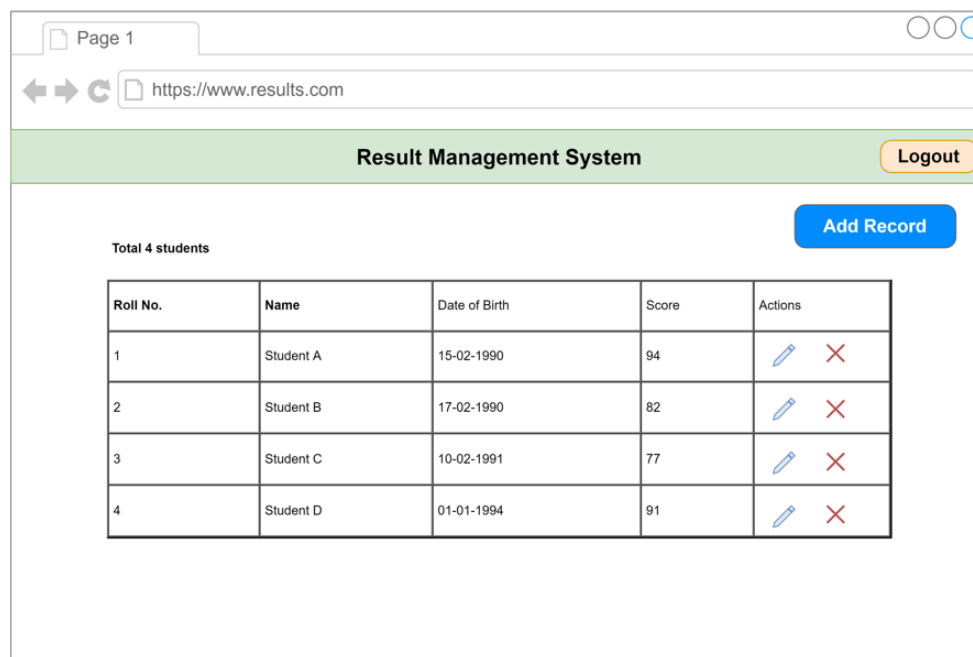 Page 1
https://www.results.com
Result Management System Logout
Add Record
Total 4 students
Roll No. Name Date of Birth Score Actions
1 Student A 15-02-1990 94
2 Student B 17-02-1990 82
3 Student C 10-02-1991 77
4 Student D 01-01-1994 91